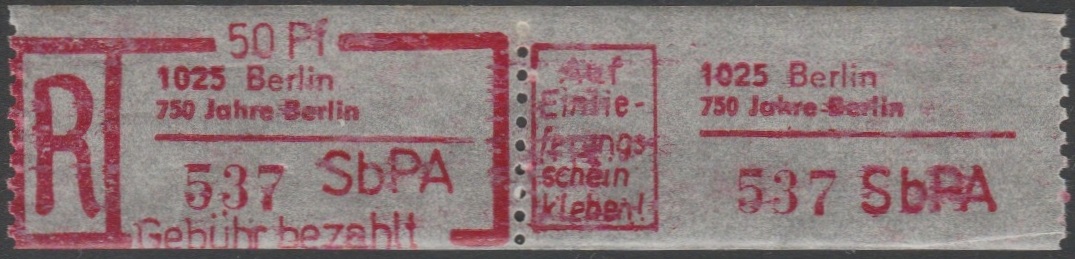 50 Pf
R
1025 Berlin
750 Jahre Berlin
537 SbPA
Gebühr bezahlt
Auf
Einlie-
ferungs-
schein
kleben!
1025 Berlin
750 Jahre Berlin
537 SbPA